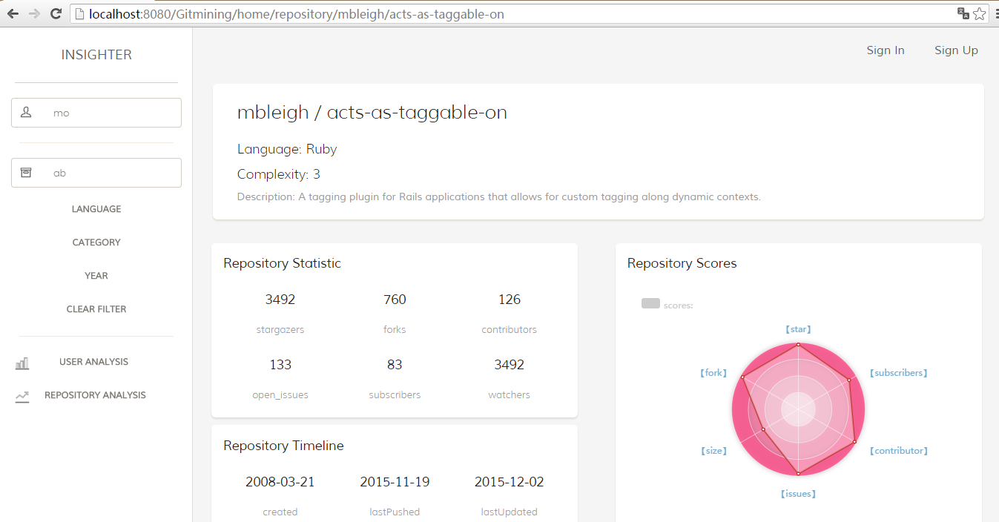 localhost:8080/Gitmining/home/repository/mbleigh/acts-as-taggable-on
INSIGHTER
mo
ab
LANGUAGE
CATEGORY
YEAR
CLEAR FILTER
USER ANALYSIS
REPOSITORY ANALYSIS
Sign In Sign Up
mbleigh / acts-as-taggable-on
Language: Ruby
Complexity: 3
Description: A tagging plugin for Rails applications that allows for custom tagging along dynamic contexts.
Repository Statistic
3492 760 126
stargazers forks contributors
133 83 3492
open_issues subscribers watchers
Repository Timeline
2008-03-21 2015-11-19 2015-12-02
created lastPushed lastUpdated
Repository Scores
scores:
【star】
【fork】 【subscribers】
【size】 【contributor】
【issues】